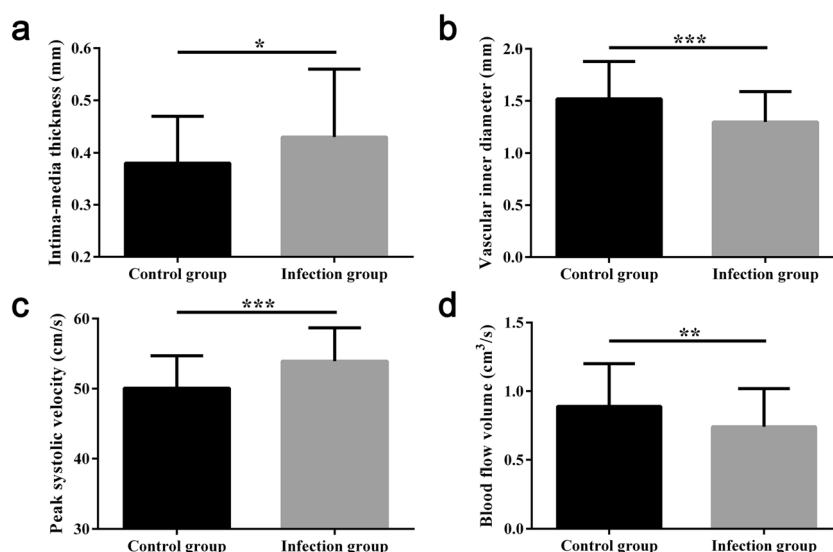 a
Intima-media thickness (mm)
0.6
0.5
0.4
0.3
0.2
*
Control group
Infection group
b
Vascular inner diameter (mm)
2.0
1.5
1.0
0.5
0.0
***
Control group
Infection group
c
Peak systolic velocity (cm/s)
60
50
40
30
***
Control group
Infection group
d
Blood flow volume (cm³/s)
1.5
1.0
0.5
0.0
**
Control group
Infection group